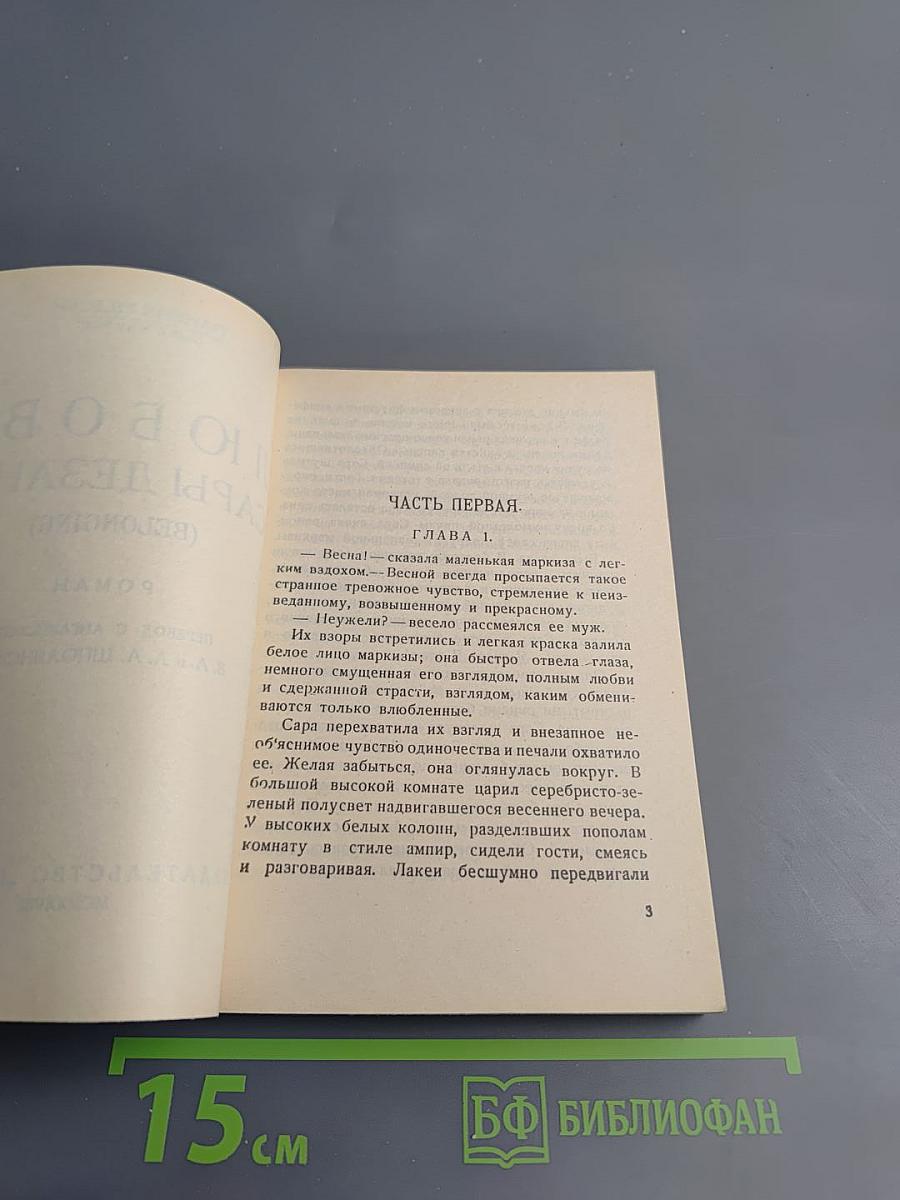 ЧАСТЬ ПЕРВАЯ.
ГЛАВА 1.
— Весна! — сказала маленькая маркиза с лег-
ким вздохом.— Весной всегда просыпается такое
странное тревожное чувство, стремление к неиз-
веданному, возвышенному и прекрасному.
— Неужели? — весело рассмеялся ее муж.
Их взоры встретились и легкая краска залила
белое лицо маркизы; она быстро отвела глаза,
немного смущенная его взглядом, полным любви
и сдержанной страсти, взглядом, каким обмени-
ваются только влюбленные.
Сара перехватила их взгляд и внезапное не-
об'яснимое чувство одиночества и печали охватило
ее. Желая забыться, она оглянулась вокруг. В
большой высокой комнате царил серебристо-зе-
леный полусвет надвигавшегося весеннего вечера.
У высоких белых колонн, разделявших пополам
комнату в стиле ампир, сидели гости, смеясь
и разговаривая. Лакеи бесшумно передвигали
3
15 см
БФ БИБЛИОФАН